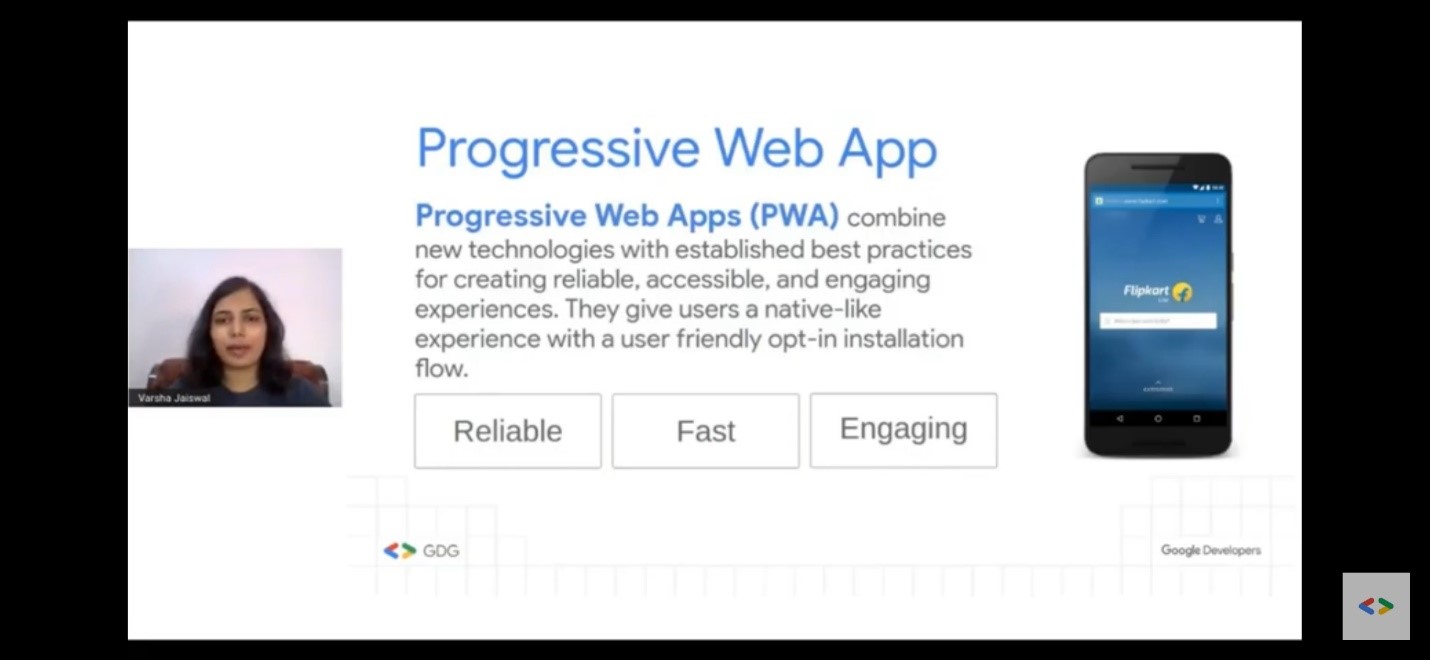 Progressive Web App
Progressive Web Apps (PWA) combine
new technologies with established best practices
for creating reliable, accessible, and engaging
experiences. They give users a native-like
experience with a user friendly opt-in installation
flow.
Reliable
Fast
Engaging
Varsha Jaiswal
Flipkart
GDG
Google Developers